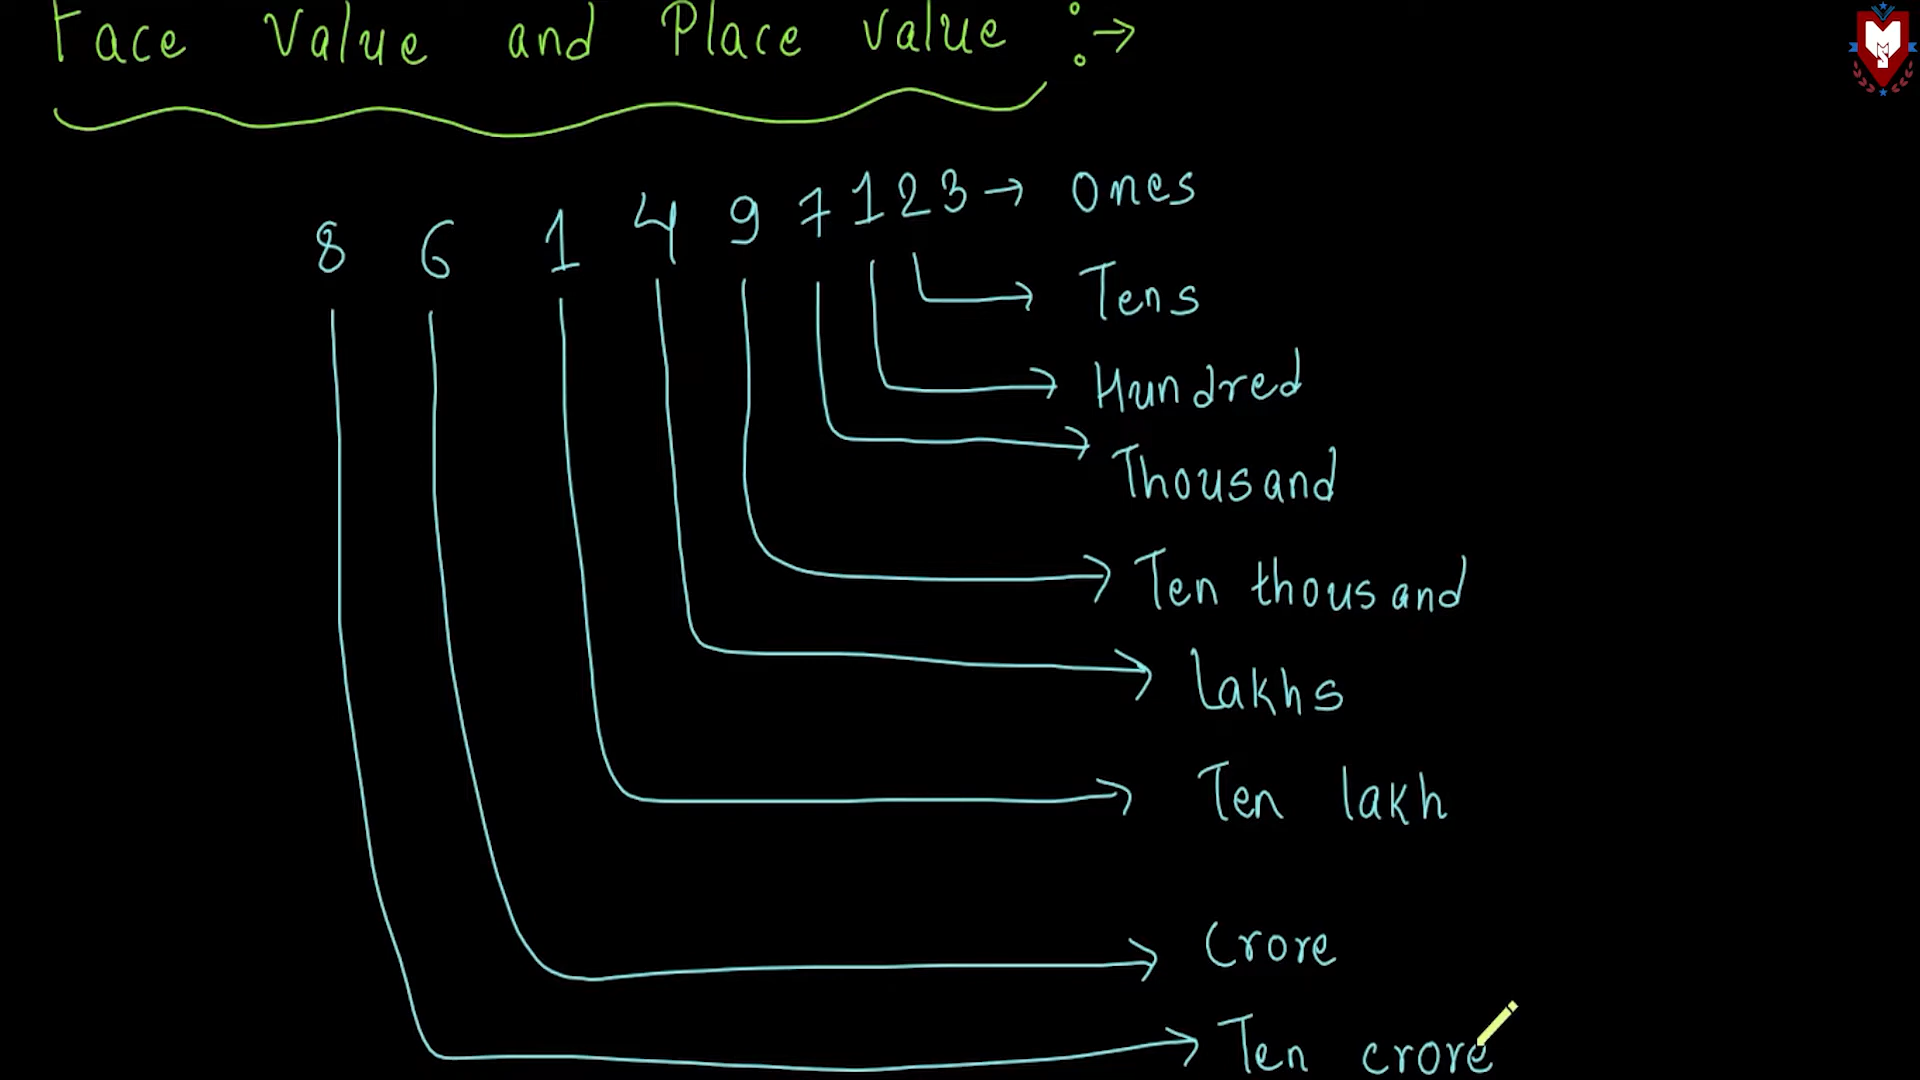 Face Value and Place value :→
8 6 1 4 9 7 1 2 3 → Ones
Tens
Hundred
Thousand
Ten thousand
Lakhs
Ten lakh
Crore
Ten crore